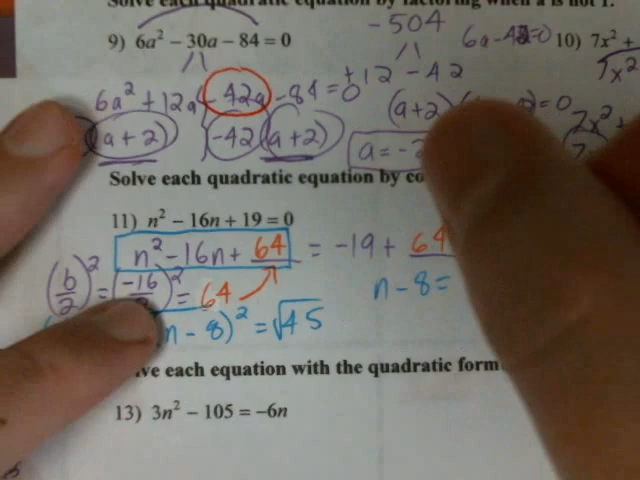 Solve each quadratic equation by factoring when a is not 1.
9) 6a² − 30a − 84 = 0
-504
6a-42=0
10) 7x² +
7x²
+12 -42
6a² + 12a - 42a - 84 = 0
(a+2) =0
7x²
(a+2) -42 (a+2)
a = -2
Solve each quadratic equation by
11) n² − 16n + 19 = 0
n² - 16n + 64 = -19 + 64
(b/2)² = (-16/2)² = 64
n - 8 =
n - 8)² = √45
each equation with the quadratic
13) 3n² − 105 = −6n